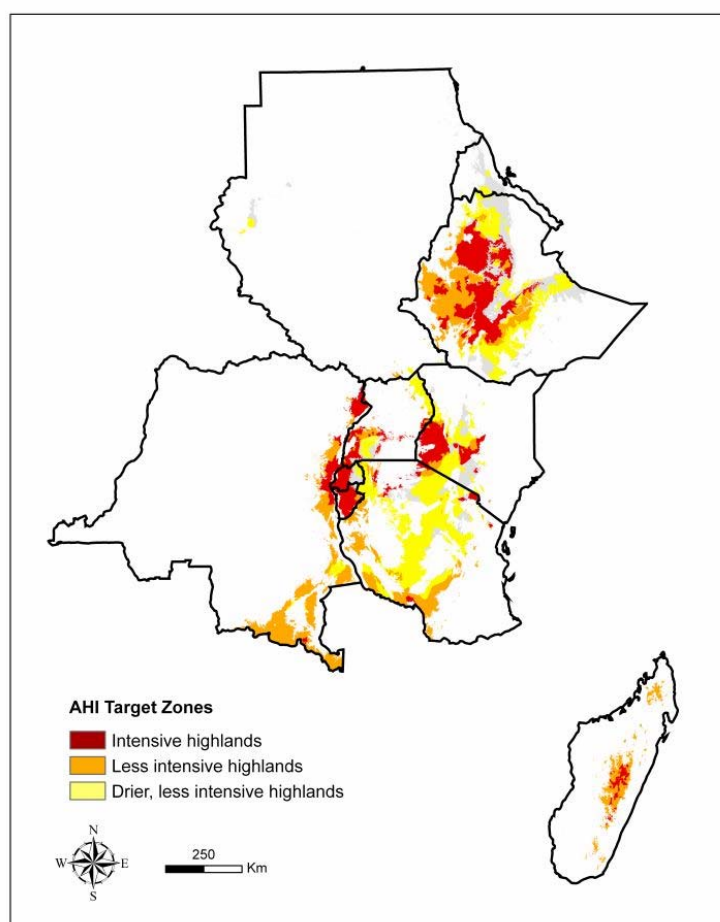 AHI Target Zones
Intensive highlands
Less intensive highlands
Drier, less intensive highlands
N
W E
S
250
Km